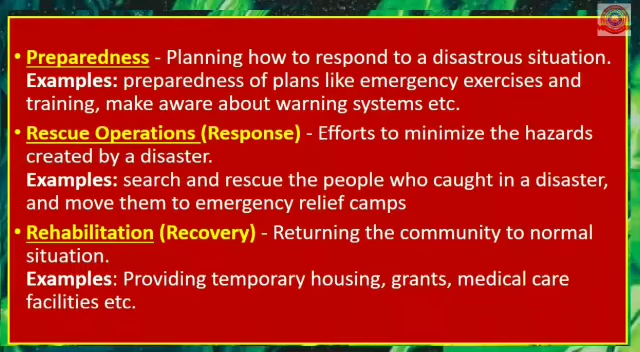 • Preparedness - Planning how to respond to a disastrous situation.
Examples: preparedness of plans like emergency exercises and
training, make aware about warning systems etc.
• Rescue Operations (Response) - Efforts to minimize the hazards
created by a disaster.
Examples: search and rescue the people who caught in a disaster,
and move them to emergency relief camps
• Rehabilitation (Recovery) - Returning the community to normal
situation.
Examples: Providing temporary housing, grants, medical care
facilities etc.